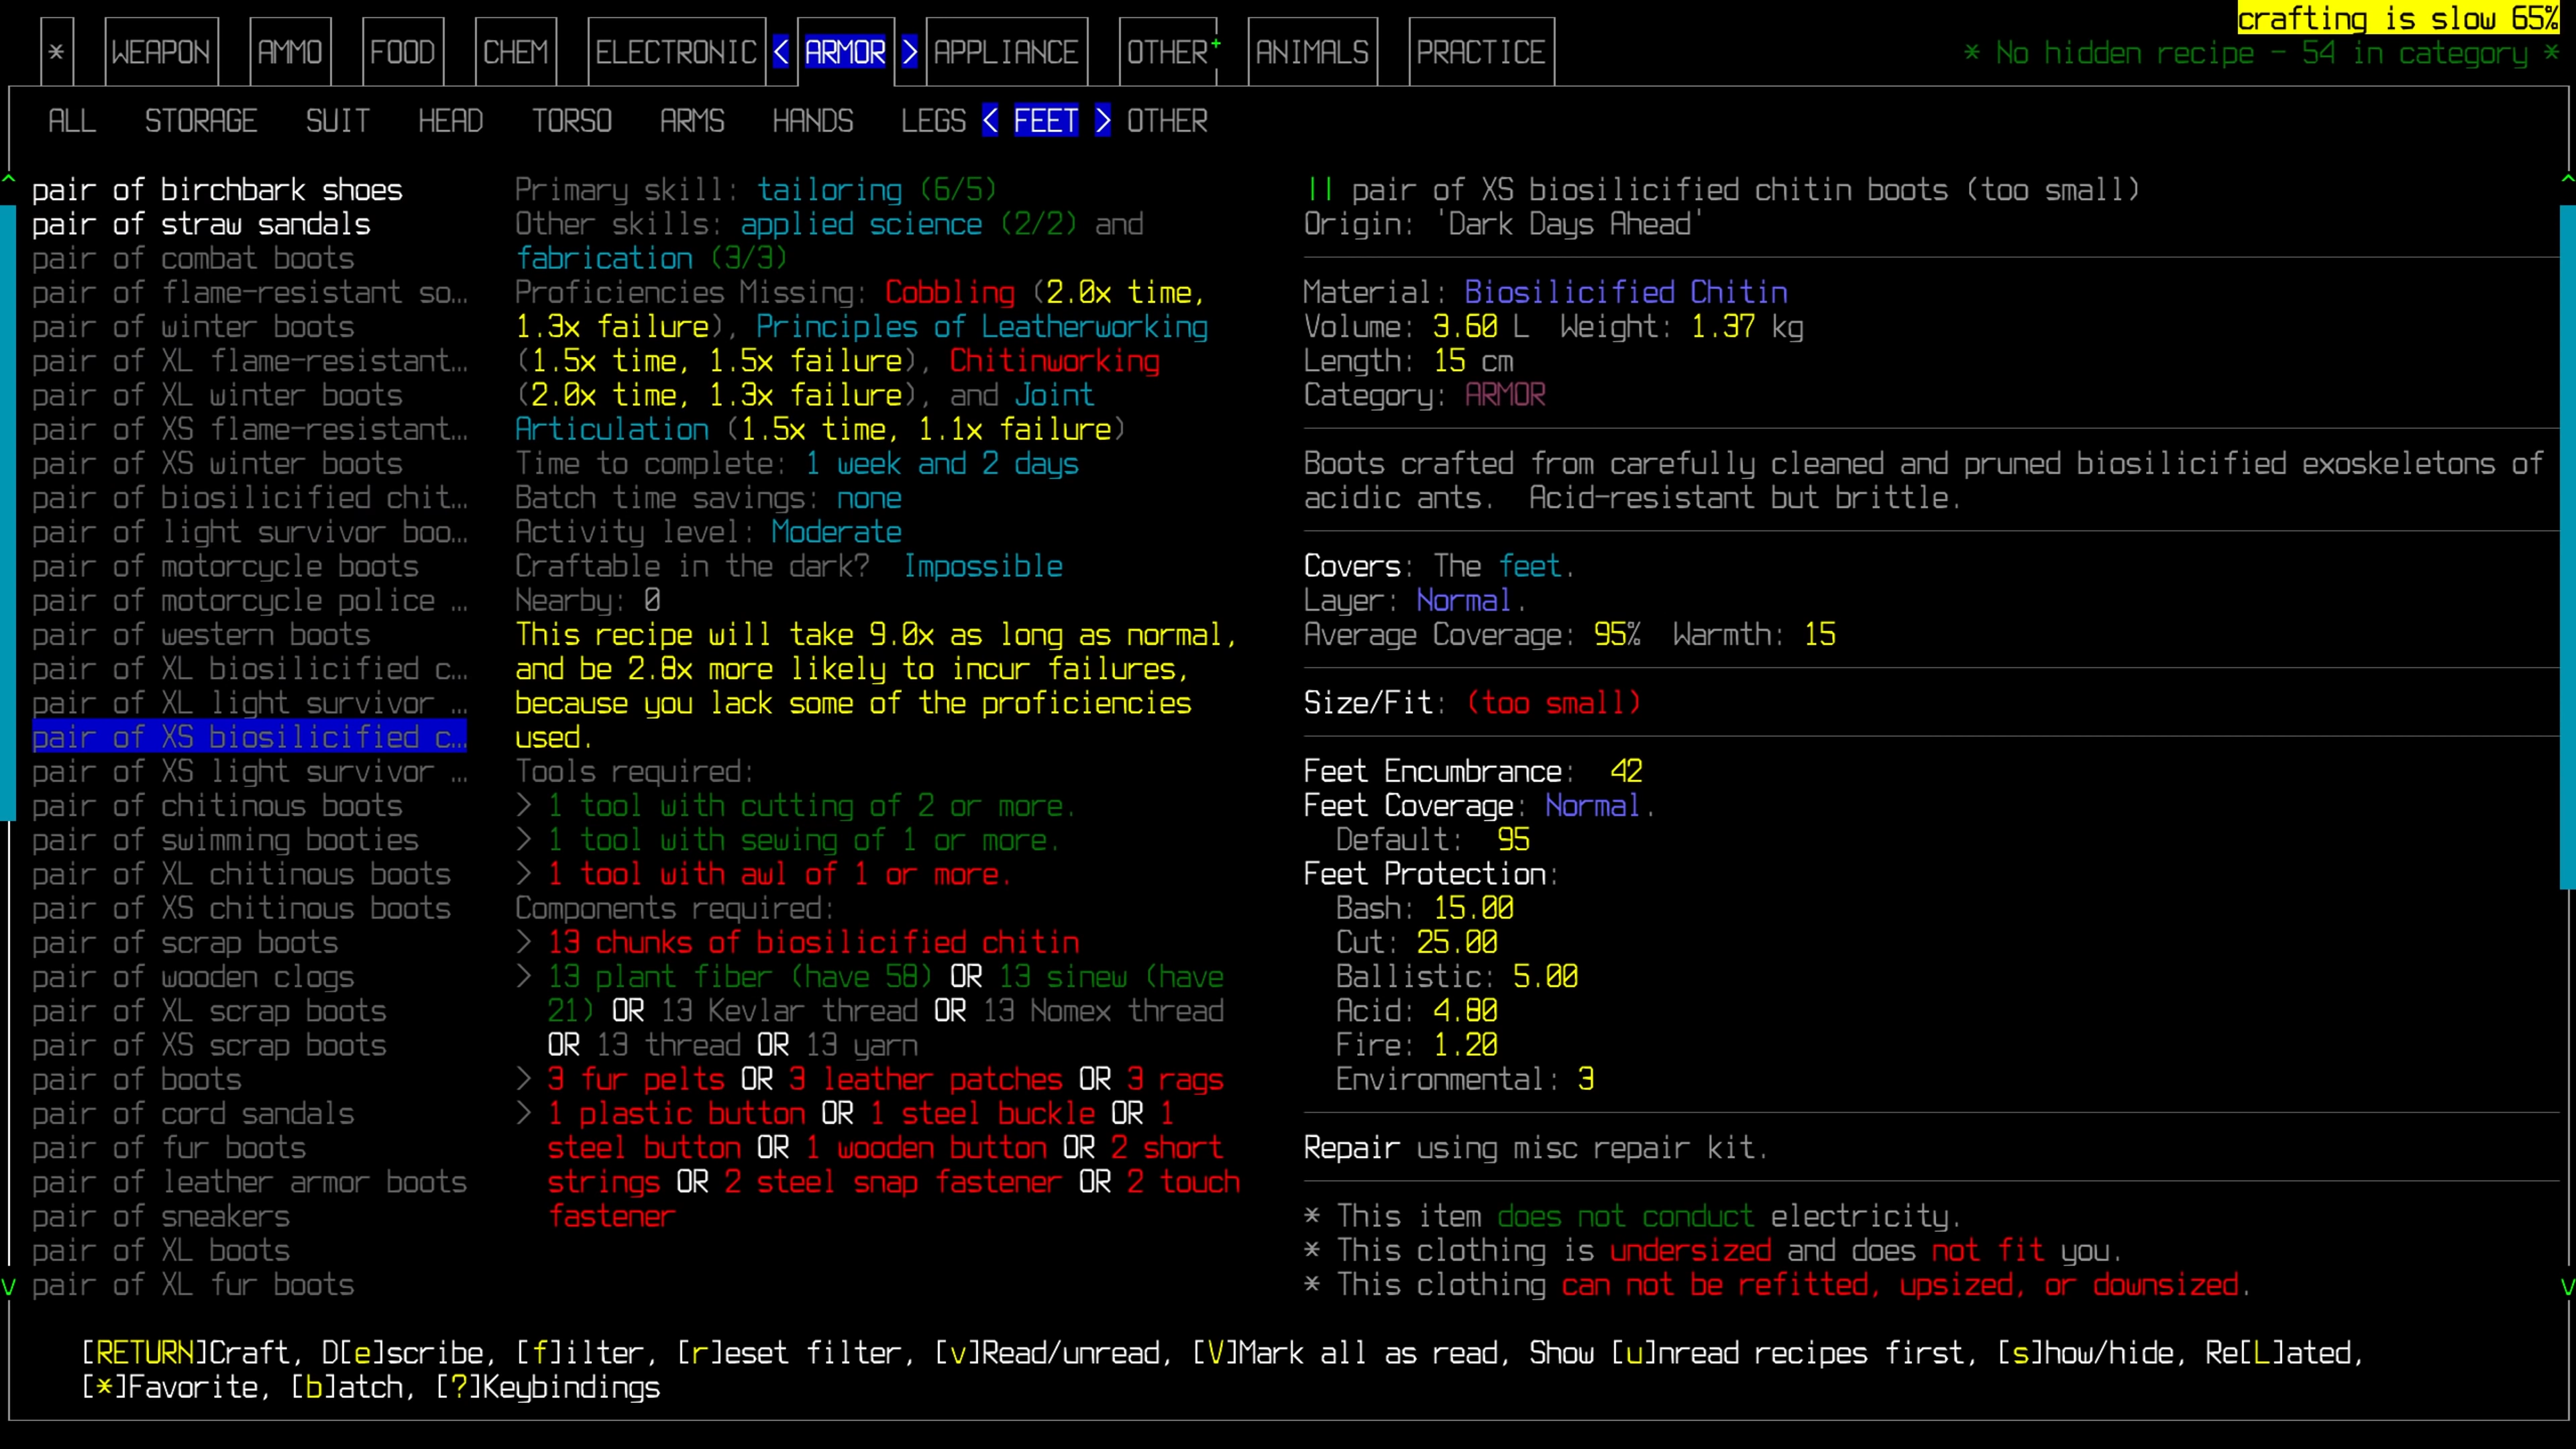 crafting is slow 65%
* WEAPON AMMO FOOD CHEM ELECTRONIC < ARMOR > APPLIANCE OTHER+ ANIMALS PRACTICE
* No hidden recipe - 54 in category *
ALL STORAGE SUIT HEAD TORSO ARMS HANDS LEGS < FEET > OTHER
pair of birchbark shoes
pair of straw sandals
pair of combat boots
pair of flame-resistant so…
pair of winter boots
pair of XL flame-resistant…
pair of XL winter boots
pair of XS flame-resistant…
pair of XS winter boots
pair of biosilicified chit…
pair of light survivor boo…
pair of motorcycle boots
pair of motorcycle police …
pair of western boots
pair of XL biosilicified c…
pair of XL light survivor …
pair of XS biosilicified c…
pair of XS light survivor …
pair of chitinous boots
pair of swimming booties
pair of XL chitinous boots
pair of XS chitinous boots
pair of scrap boots
pair of wooden clogs
pair of XL scrap boots
pair of XS scrap boots
pair of boots
pair of cord sandals
pair of fur boots
pair of leather armor boots
pair of sneakers
pair of XL boots
pair of XL fur boots
Primary skill: tailoring (6/5)
Other skills: applied science (2/2) and
fabrication (3/3)
Proficiencies Missing: Cobbling (2.0x time,
1.3x failure), Principles of Leatherworking
(1.5x time, 1.5x failure), Chitinworking
(2.0x time, 1.3x failure), and Joint
Articulation (1.5x time, 1.1x failure)
Time to complete: 1 week and 2 days
Batch time savings: none
Activity level: Moderate
Craftable in the dark? Impossible
Nearby: 0
This recipe will take 9.0x as long as normal,
and be 2.8x more likely to incur failures,
because you lack some of the proficiencies
used.
Tools required:
> 1 tool with cutting of 2 or more.
> 1 tool with sewing of 1 or more.
> 1 tool with awl of 1 or more.
Components required:
> 13 chunks of biosilicified chitin
> 13 plant fiber (have 58) OR 13 sinew (have
21) OR 13 Kevlar thread OR 13 Nomex thread
OR 13 thread OR 13 yarn
> 3 fur pelts OR 3 leather patches OR 3 rags
> 1 plastic button OR 1 steel buckle OR 1
steel button OR 1 wooden button OR 2 short
strings OR 2 steel snap fastener OR 2 touch
fastener
|| pair of XS biosilicified chitin boots (too small)
Origin: 'Dark Days Ahead'
Material: Biosilicified Chitin
Volume: 3.60 L Weight: 1.37 kg
Length: 15 cm
Category: ARMOR
Boots crafted from carefully cleaned and pruned biosilicified exoskeletons of
acidic ants. Acid-resistant but brittle.
Covers: The feet.
Layer: Normal.
Average Coverage: 95% Warmth: 15
Size/Fit: (too small)
Feet Encumbrance: 42
Feet Coverage: Normal.
Default: 95
Feet Protection:
Bash: 15.00
Cut: 25.00
Ballistic: 5.00
Acid: 4.80
Fire: 1.20
Environmental: 3
Repair using misc repair kit.
* This item does not conduct electricity.
* This clothing is undersized and does not fit you.
* This clothing can not be refitted, upsized, or downsized.
[RETURN]Craft, D[e]scribe, [f]ilter, [r]eset filter, [v]Read/unread, [V]Mark all as read, Show [u]nread recipes first, [s]how/hide, Re[L]ated,
[*]Favorite, [b]atch, [?]Keybindings